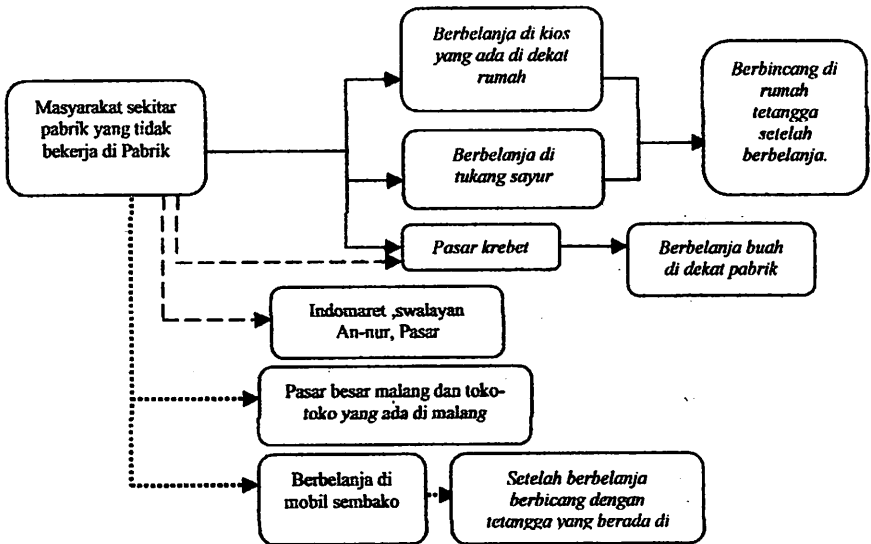 Masyarakat sekitar
pabrik yang tidak
bekerja di Pabrik
Berbelanja di kios
yang ada di dekat
rumah
Berbelanja di
tukang sayur
Berbincang di
rumah
tetangga
setelah
berbelanja.
Pasar krebet
Berbelanja buah
di dekat pabrik
Indomaret ,swalayan
An-nur, Pasar
Pasar besar malang dan toko-
toko yang ada di malang
Berbelanja di
mobil sembako
Setelah berbelanja
berbicang dengan
tetangga yang berada di